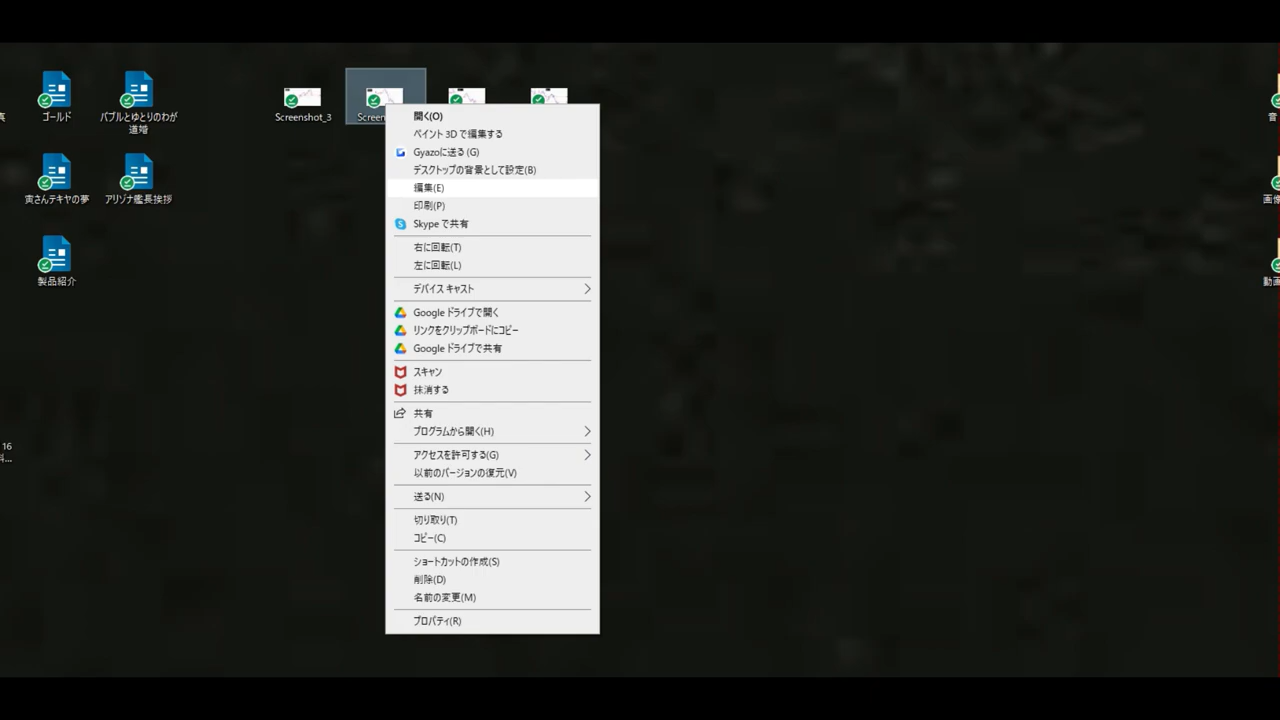 真
ゴールド
バブルとゆとりのわが
道増
寅さんテキヤの夢
アリゾナ艦長挨拶
製品紹介
16
料...
Screenshot_3
Screen
開く(O)
ペイント 3D で編集する
Gyazoに送る (G)
デスクトップの背景として設定(B)
編集(E)
印刷(P)
Skype で共有
右に回転(T)
左に回転(L)
デバイス キャスト
Google ドライブで開く
リンクをクリップボードにコピー
Google ドライブで共有
スキャン
抹消する
共有
プログラムから開く(H)
アクセスを許可する(G)
以前のバージョンの復元(V)
送る(N)
切り取り(T)
コピー(C)
ショートカットの作成(S)
削除(D)
名前の変更(M)
プロパティ(R)
音
画像
動画